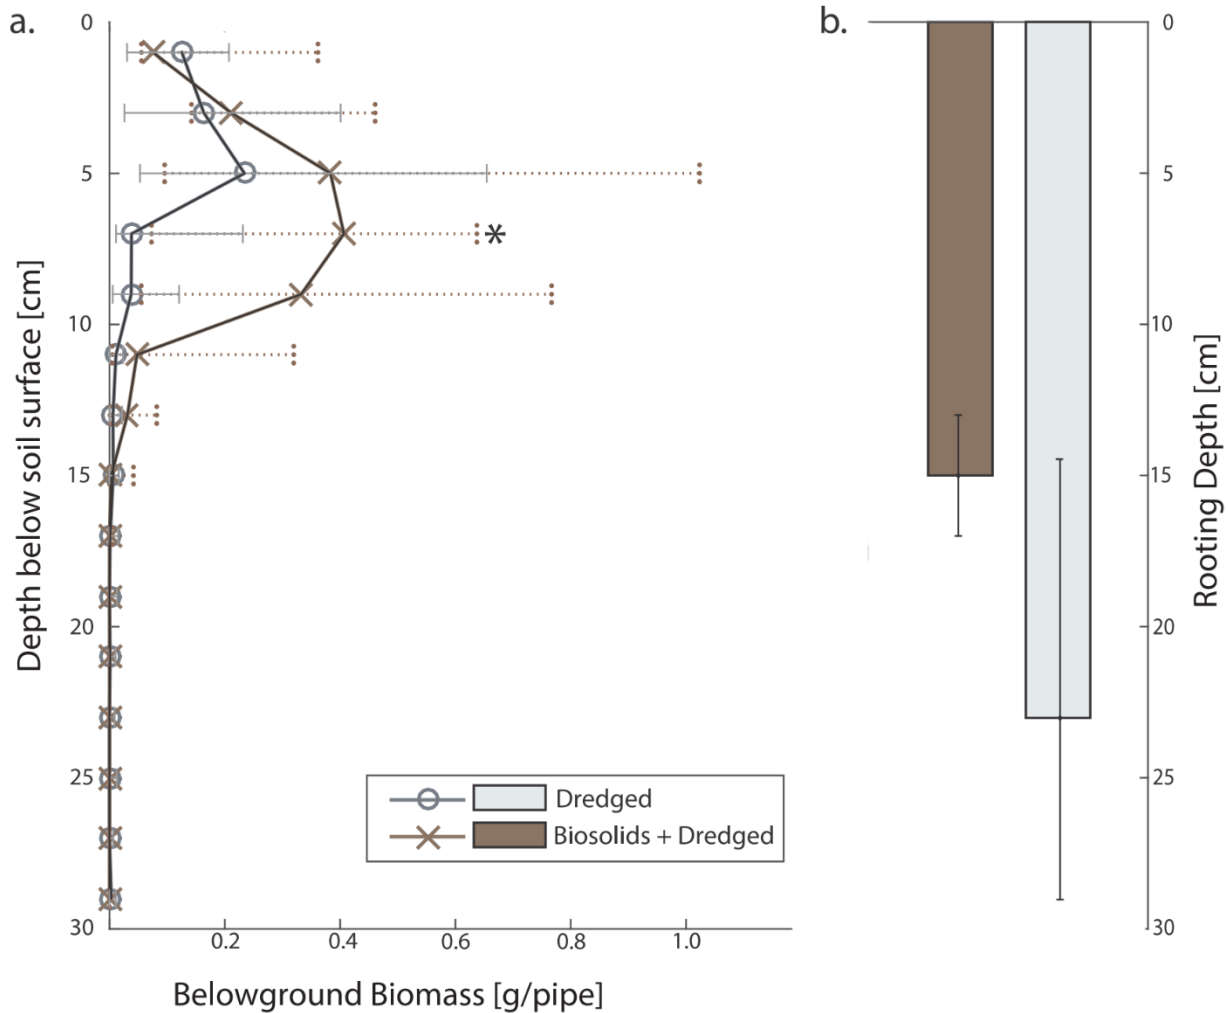 a.
b.
0
5
10
15
20
25
30
Depth below soil surface [cm]
*
0.2
0.4
0.6
0.8
1.0
Belowground Biomass [g/pipe]
Dredged
Biosolids + Dredged
0
5
10
15
20
25
30
Rooting Depth [cm]